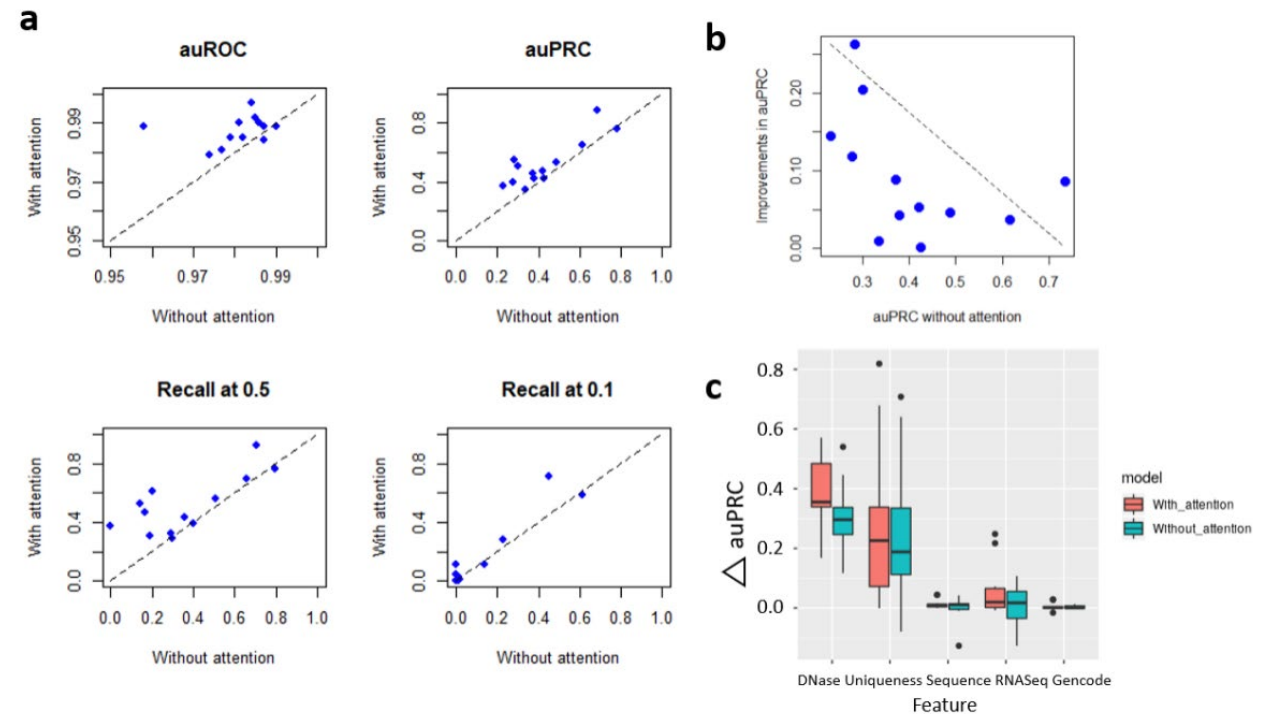 a
auROC
With attention
0.95 0.97 0.99
0.95 0.97 0.99
Without attention
auPRC
With attention
0.0 0.4 0.8
0.0 0.2 0.4 0.6 0.8 1.0
Without attention
Recall at 0.5
With attention
0.0 0.4 0.8
0.0 0.2 0.4 0.6 0.8 1.0
Without attention
Recall at 0.1
With attention
0.0 0.4 0.8
0.0 0.2 0.4 0.6 0.8 1.0
Without attention
b
Improvements in auPRC
0.00 0.10 0.20
0.3 0.4 0.5 0.6 0.7
auPRC without attention
c
△ auPRC
0.8
0.6
0.4
0.2
0.0
DNase Uniqueness Sequence RNASeq Gencode
Feature
model
With_attention
Without_attention